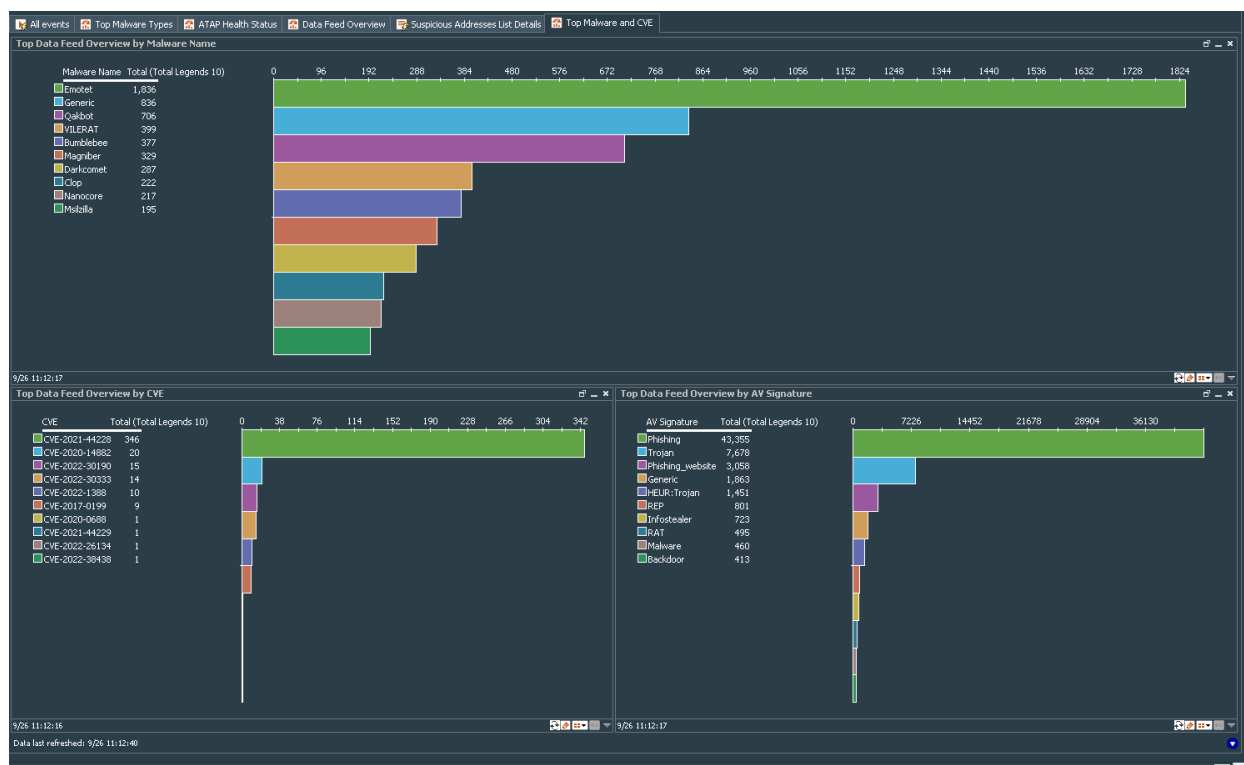 All events Top Malware Types ATAP Health Status Data Feed Overview Suspicious Addresses List Details Top Malware and CVE
Top Data Feed Overview by Malware Name
Malware Name Total (Total Legends 10) 0 96 192 288 384 480 576 672 768 864 960 1056 1152 1248 1344 1440 1536 1632 1728 1824
Emotet 1,836
Generic 836
Qakbot 706
VILERAT 399
Bumblebee 377
Magniber 329
Darkcomet 287
Clop 222
Nanocore 217
Msilzilla 195
9/26 11:12:17
Top Data Feed Overview by CVE
CVE Total (Total Legends 10) 0 38 76 114 152 190 228 266 304 342
CVE-2021-44228 346
CVE-2020-14882 20
CVE-2022-30190 15
CVE-2022-30333 14
CVE-2022-1388 10
CVE-2017-0199 9
CVE-2020-0688 1
CVE-2021-44229 1
CVE-2022-26134 1
CVE-2022-38438 1
9/26 11:12:16
Top Data Feed Overview by AV Signature
AV Signature Total (Total Legends 10) 0 7226 14452 21678 28904 36130
Phishing 43,355
Trojan 7,678
Phishing_website 3,058
Generic 1,863
HEUR:Trojan 1,451
REP 801
Infostealer 723
RAT 495
Malware 460
Backdoor 413
9/26 11:12:17
Data last refreshed: 9/26 11:12:40